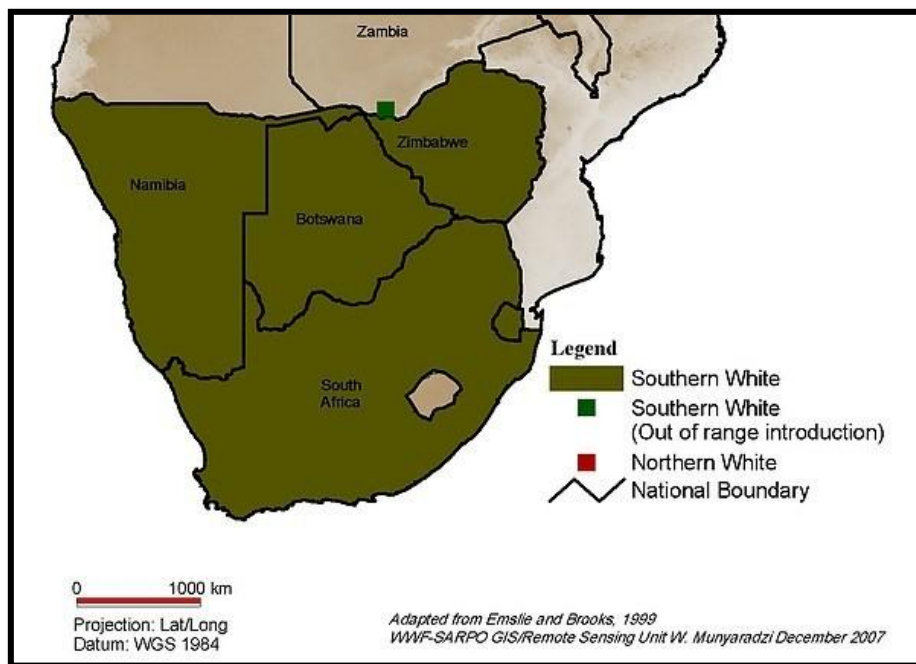 Zambia
Zimbabwe
Namibia
Botswana
South
Africa
Legend
Southern White
Southern White
(Out of range introduction)
Northern White
National Boundary
0 1000 km
Projection: Lat/Long
Datum: WGS 1984
Adapted from Emslie and Brooks, 1999
WWF-SARPO GIS/Remote Sensing Unit W. Munyaradzi December 2007